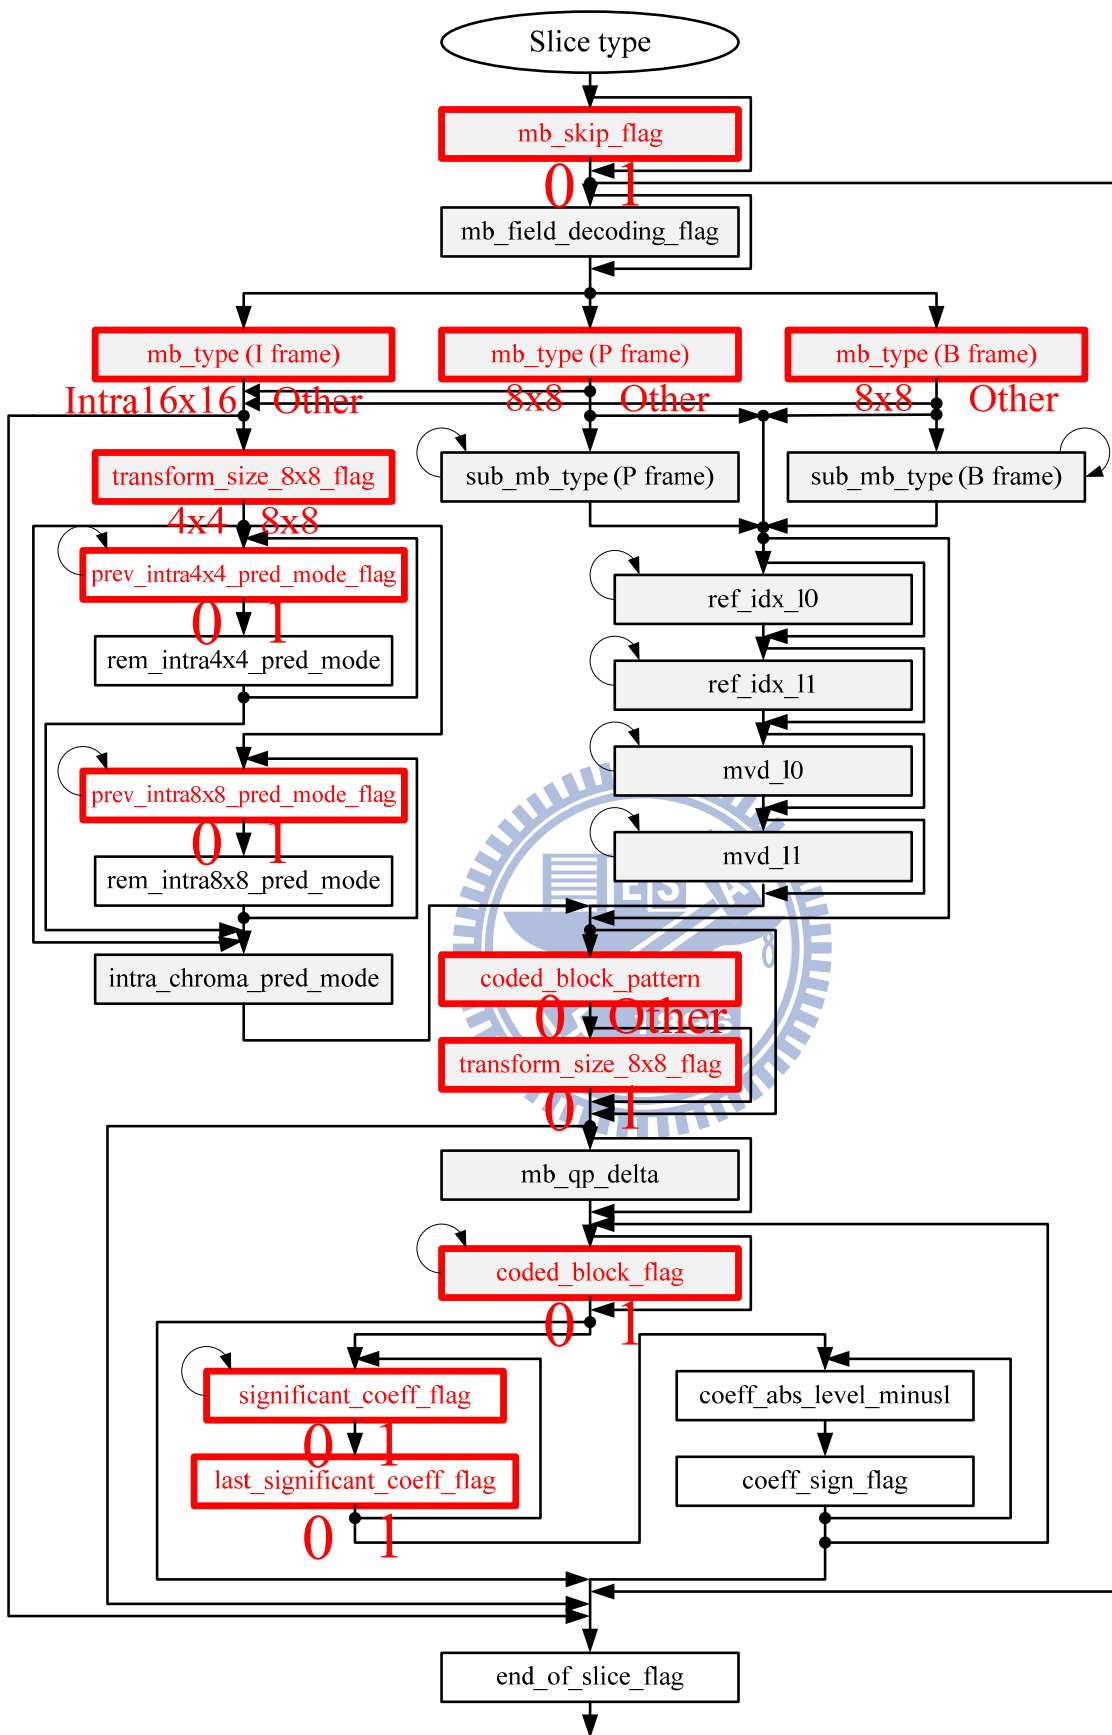 Slice type
mb_skip_flag
0 1
mb_field_decoding_flag
mb_type (I frame) mb_type (P frame) mb_type (B frame)
Intra16x16 Other 8x8 Other 8x8 Other
transform_size_8x8_flag sub_mb_type (P frame) sub_mb_type (B frame)
4x4 8x8
prev_intra4x4_pred_mode_flag
ref_idx_l0
0 1
rem_intra4x4_pred_mode
ref_idx_l1
mvd_l0
prev_intra8x8_pred_mode_flag
0 1
mvd_l1
rem_intra8x8_pred_mode
intra_chroma_pred_mode coded_block_pattern
0 Other
transform_size_8x8_flag
0 1
mb_qp_delta
coded_block_flag
0 1
significant_coeff_flag coeff_abs_level_minusl
0 1
last_significant_coeff_flag coeff_sign_flag
0 1
end_of_slice_flag